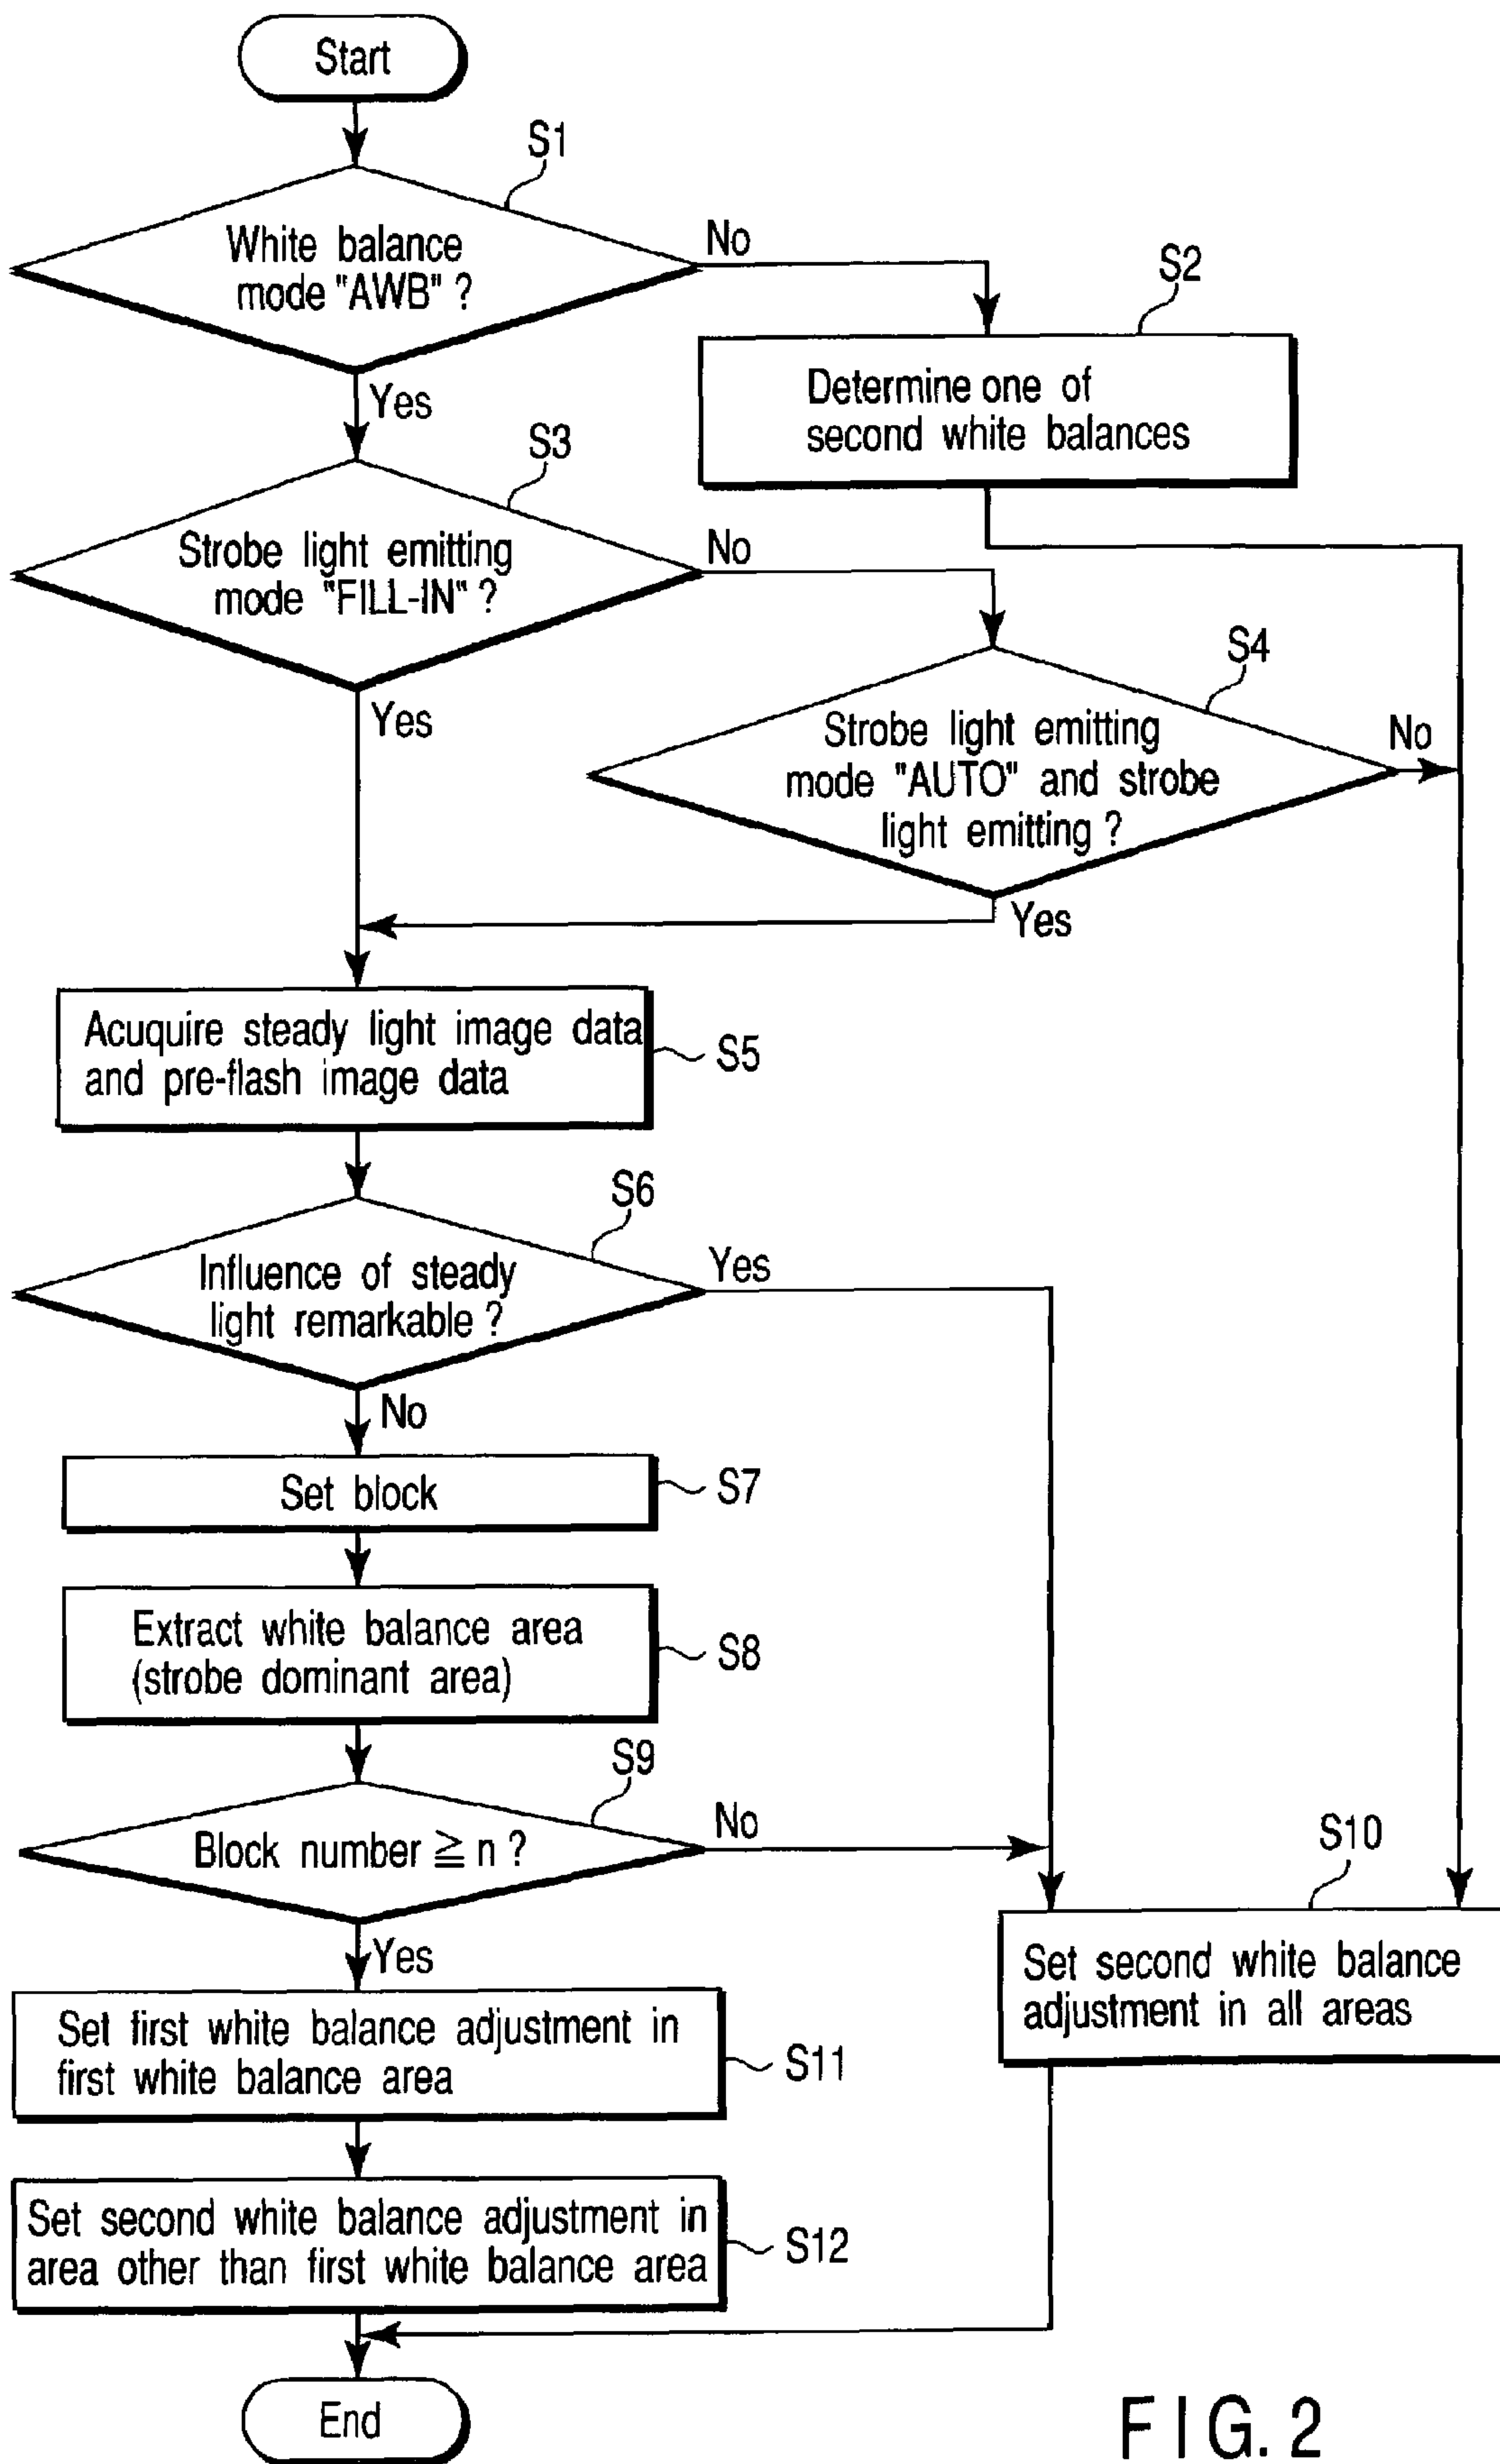 Start
S1
White balance
mode "AWB" ?
No
Yes
S2
Determine one of
second white balances
S3
Strobe light emitting
mode "FILL-IN" ?
No
Yes
S4
Strobe light emitting
mode "AUTO" and strobe
light emitting ?
No
Yes
Acuquire steady light image data
and pre-flash image data
S5
S6
Influence of steady
light remarkable ?
Yes
No
Set block
S7
Extract white balance area
(strobe dominant area)
S8
S9
Block number ≧ n ?
No
Yes
S10
Set second white balance
adjustment in all areas
Set first white balance adjustment in
first white balance area
S11
Set second white balance adjustment in
area other than first white balance area
S12
End
FIG. 2